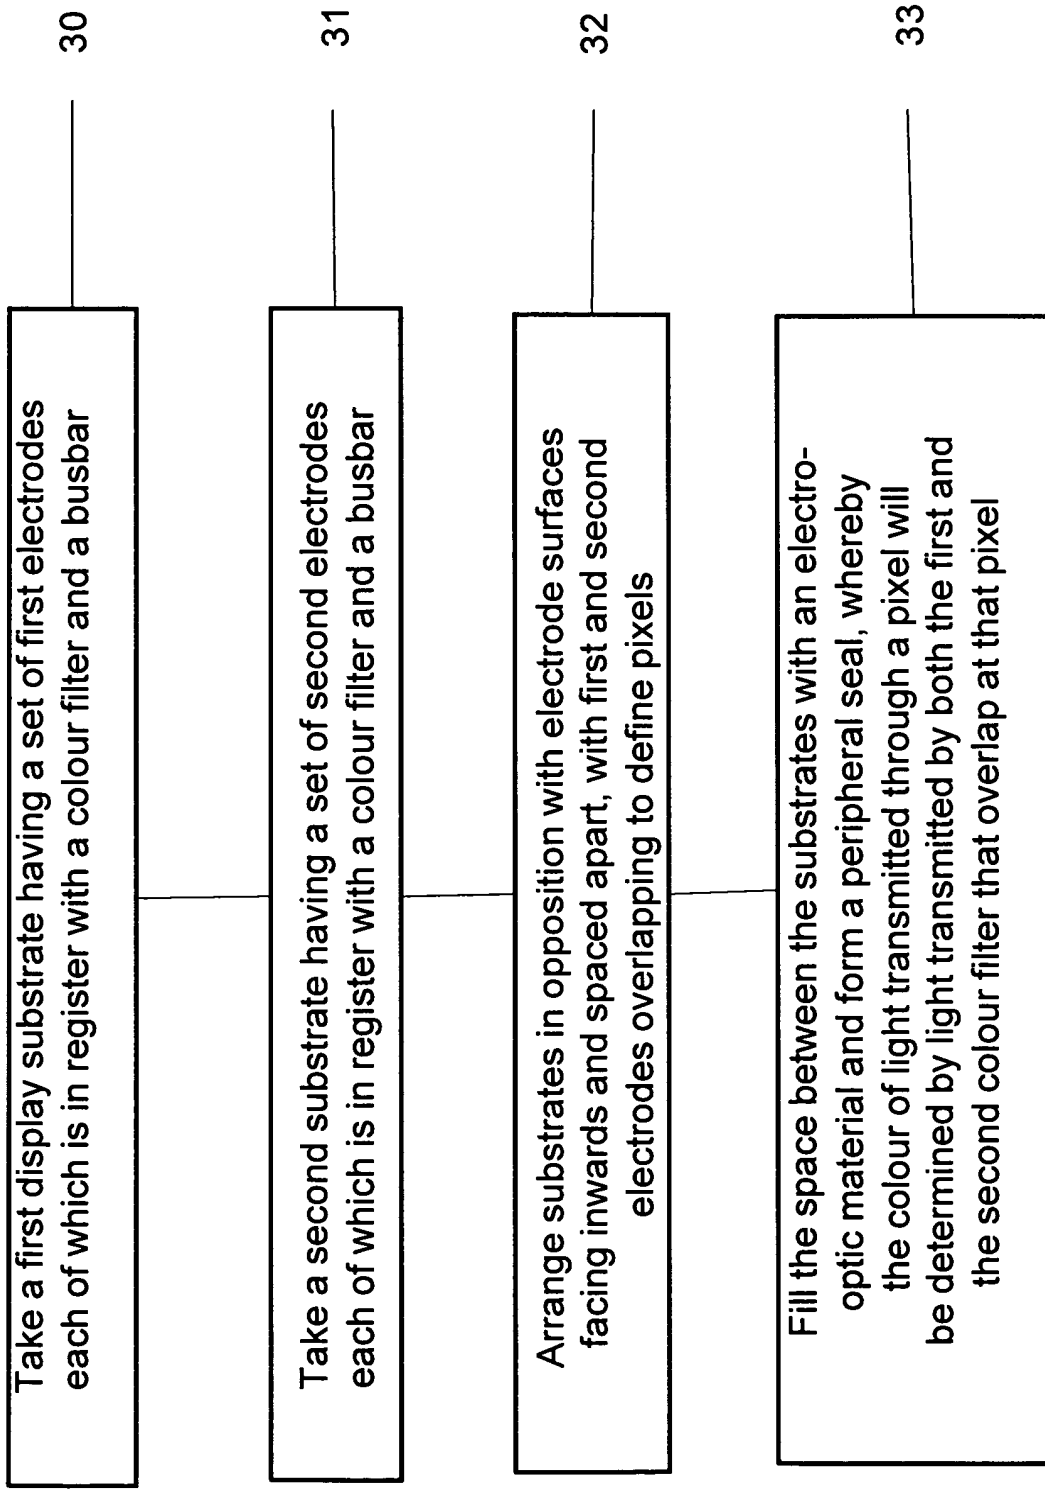 Take a first display substrate having a set of first electrodes
each of which is in register with a colour filter and a busbar
30
Take a second substrate having a set of second electrodes
each of which is in register with a colour filter and a busbar
31
Arrange substrates in opposition with electrode surfaces
facing inwards and spaced apart, with first and second
electrodes overlapping to define pixels
32
Fill the space between the substrates with an electro-
optic material and form a peripheral seal, whereby
the colour of light transmitted through a pixel will
be determined by light transmitted by both the first and
the second colour filter that overlap at that pixel
33